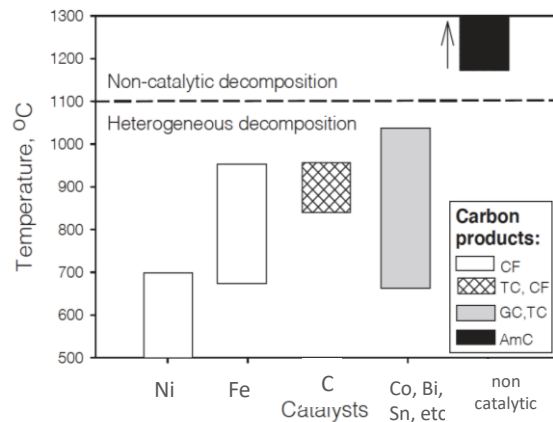 1300
1200
Non-catalytic decomposition
1100
Heterogeneous decomposition
1000
900
800
700
600
500
Temperature, °C
Carbon
products:
CF
TC, CF
GC,TC
AmC
Ni
Fe
C
Co, Bi,
Sn, etc
non
catalytic
Catalysts